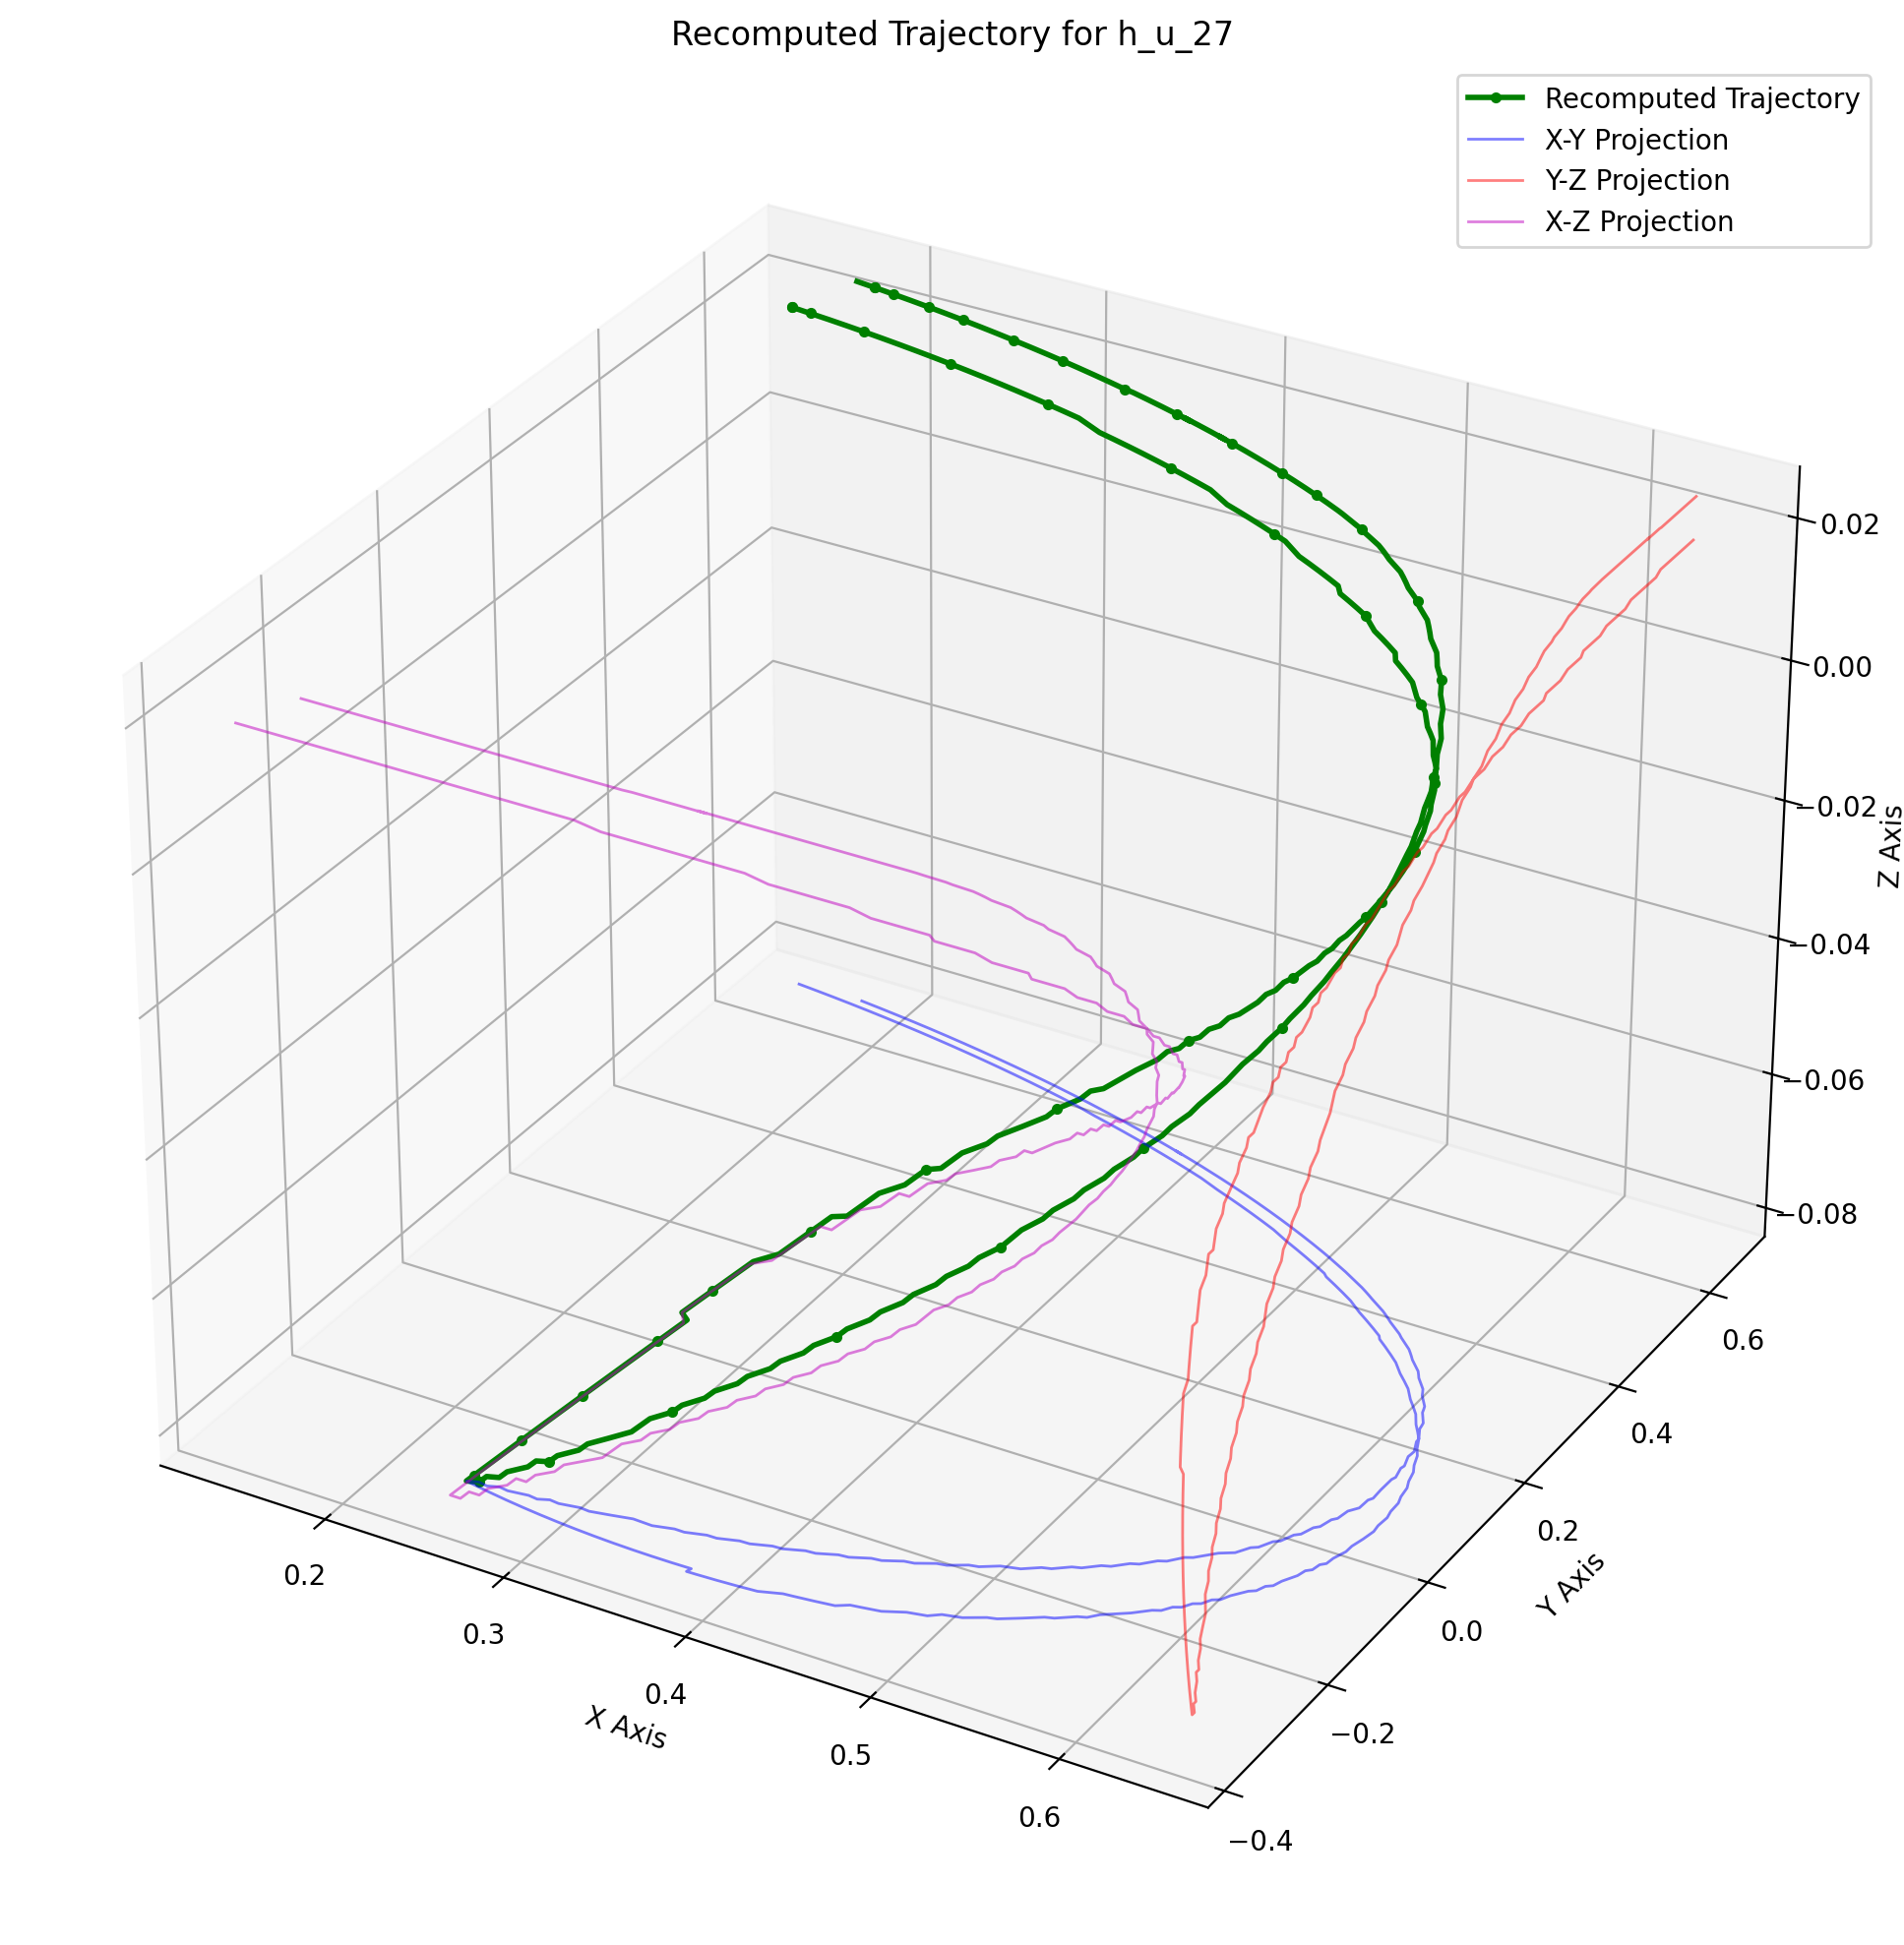 Recomputed Trajectory for h_u_27
Recomputed Trajectory
X-Y Projection
Y-Z Projection
X-Z Projection
0.02
0.00
−0.02
−0.04
−0.06
−0.08
Z Axis
0.6
0.4
0.2
0.0
−0.2
−0.4
Y Axis
0.2
0.3
0.4
0.5
0.6
X Axis